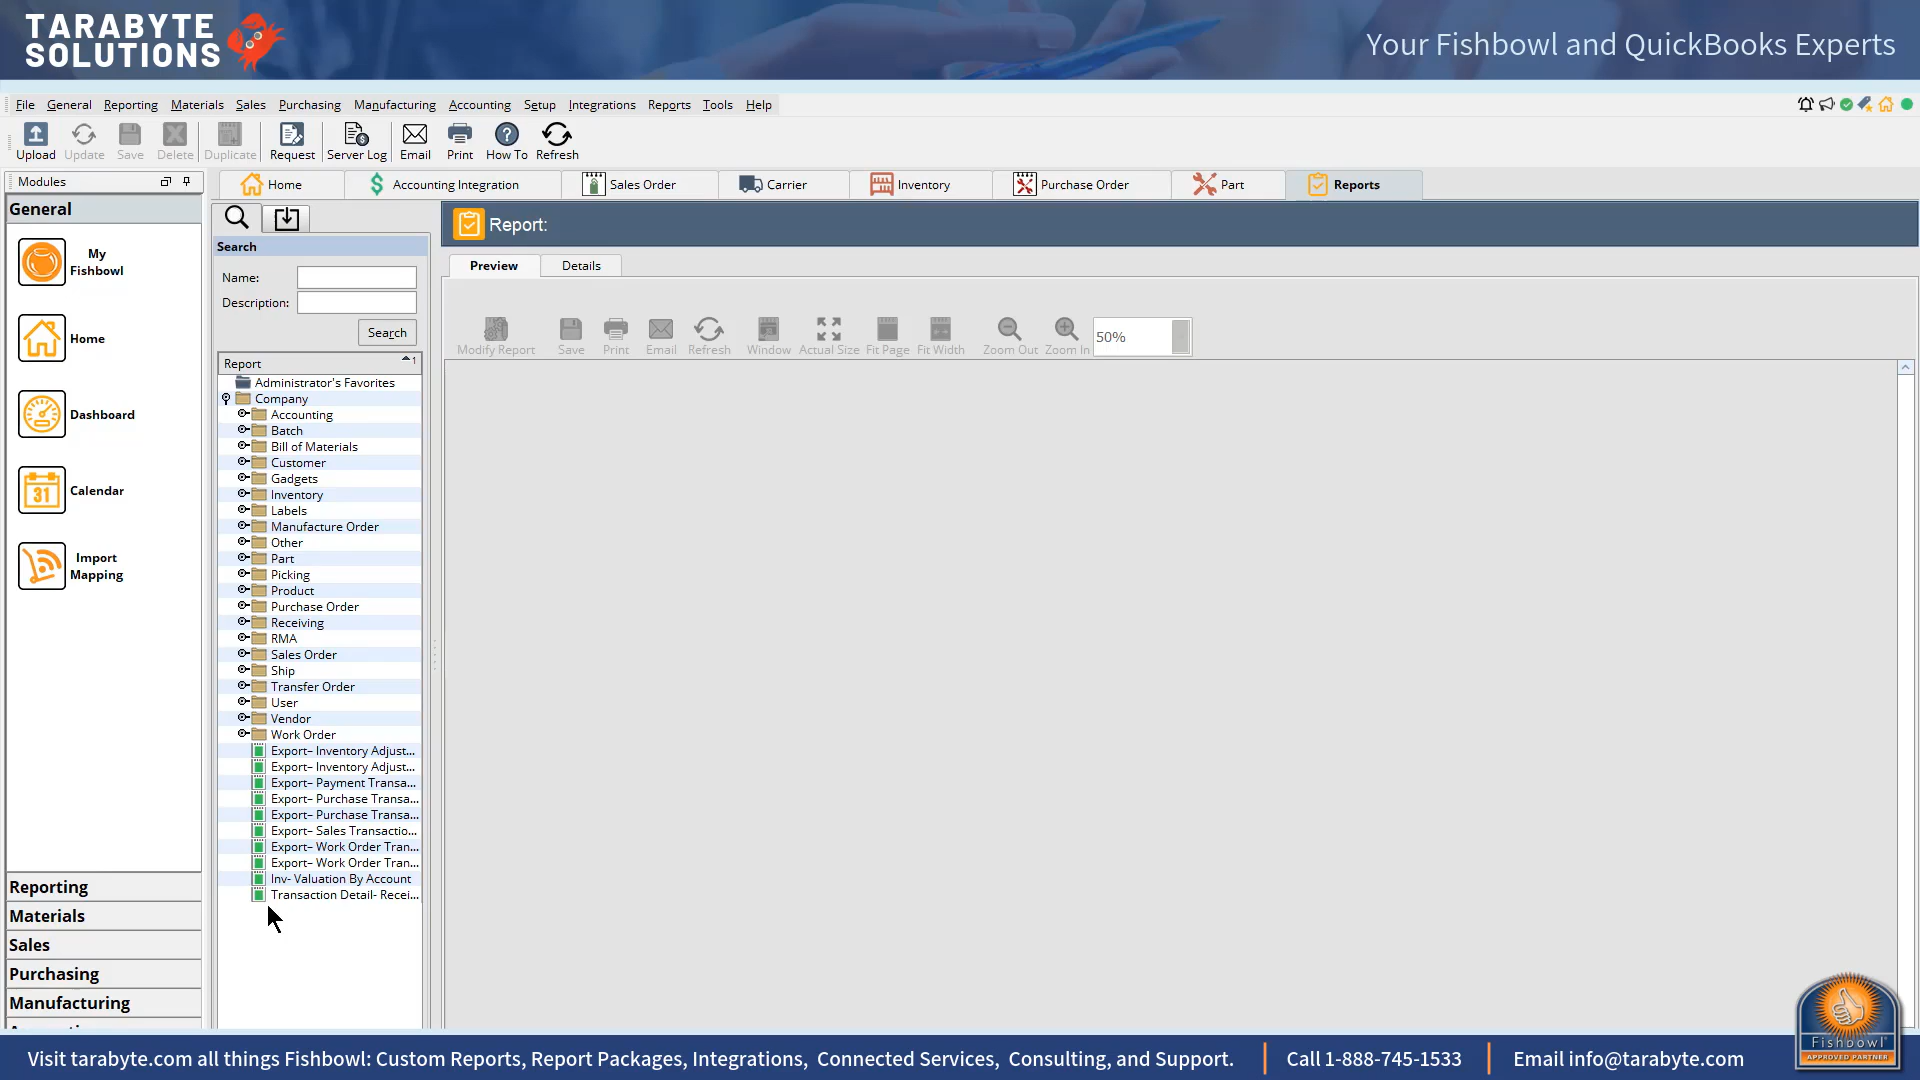 TARABYTE
SOLUTIONS
Your Fishbowl and QuickBooks Experts
File General Reporting Materials Sales Purchasing Manufacturing Accounting Setup Integrations Reports Tools Help
Upload Update Save Delete Duplicate Request Server Log Email Print How To Refresh
Modules
Home Accounting Integration Sales Order Carrier Inventory Purchase Order Part Reports
General
My
Fishbowl
Home
Dashboard
31
Calendar
Import
Mapping
Reporting
Materials
Sales
Purchasing
Manufacturing
Search
Name:
Description:
Search
Report 1
Administrator's Favorites
Company
Accounting
Batch
Bill of Materials
Customer
Gadgets
Inventory
Labels
Manufacture Order
Other
Part
Picking
Product
Purchase Order
Receiving
RMA
Sales Order
Ship
Transfer Order
User
Vendor
Work Order
Export– Inventory Adjust...
Export– Inventory Adjust...
Export– Payment Transa...
Export– Purchase Transa...
Export– Purchase Transa...
Export– Sales Transactio...
Export– Work Order Tran...
Export– Work Order Tran...
Inv- Valuation By Account
Transaction Detail- Recei...
Report:
Preview Details
Modify Report Save Print Email Refresh Window Actual Size Fit Page Fit Width Zoom Out Zoom In 50%
Fishbowl
APPROVED PARTNER
Visit tarabyte.com all things Fishbowl: Custom Reports, Report Packages, Integrations, Connected Services, Consulting, and Support. Call 1-888-745-1533 Email info@tarabyte.com